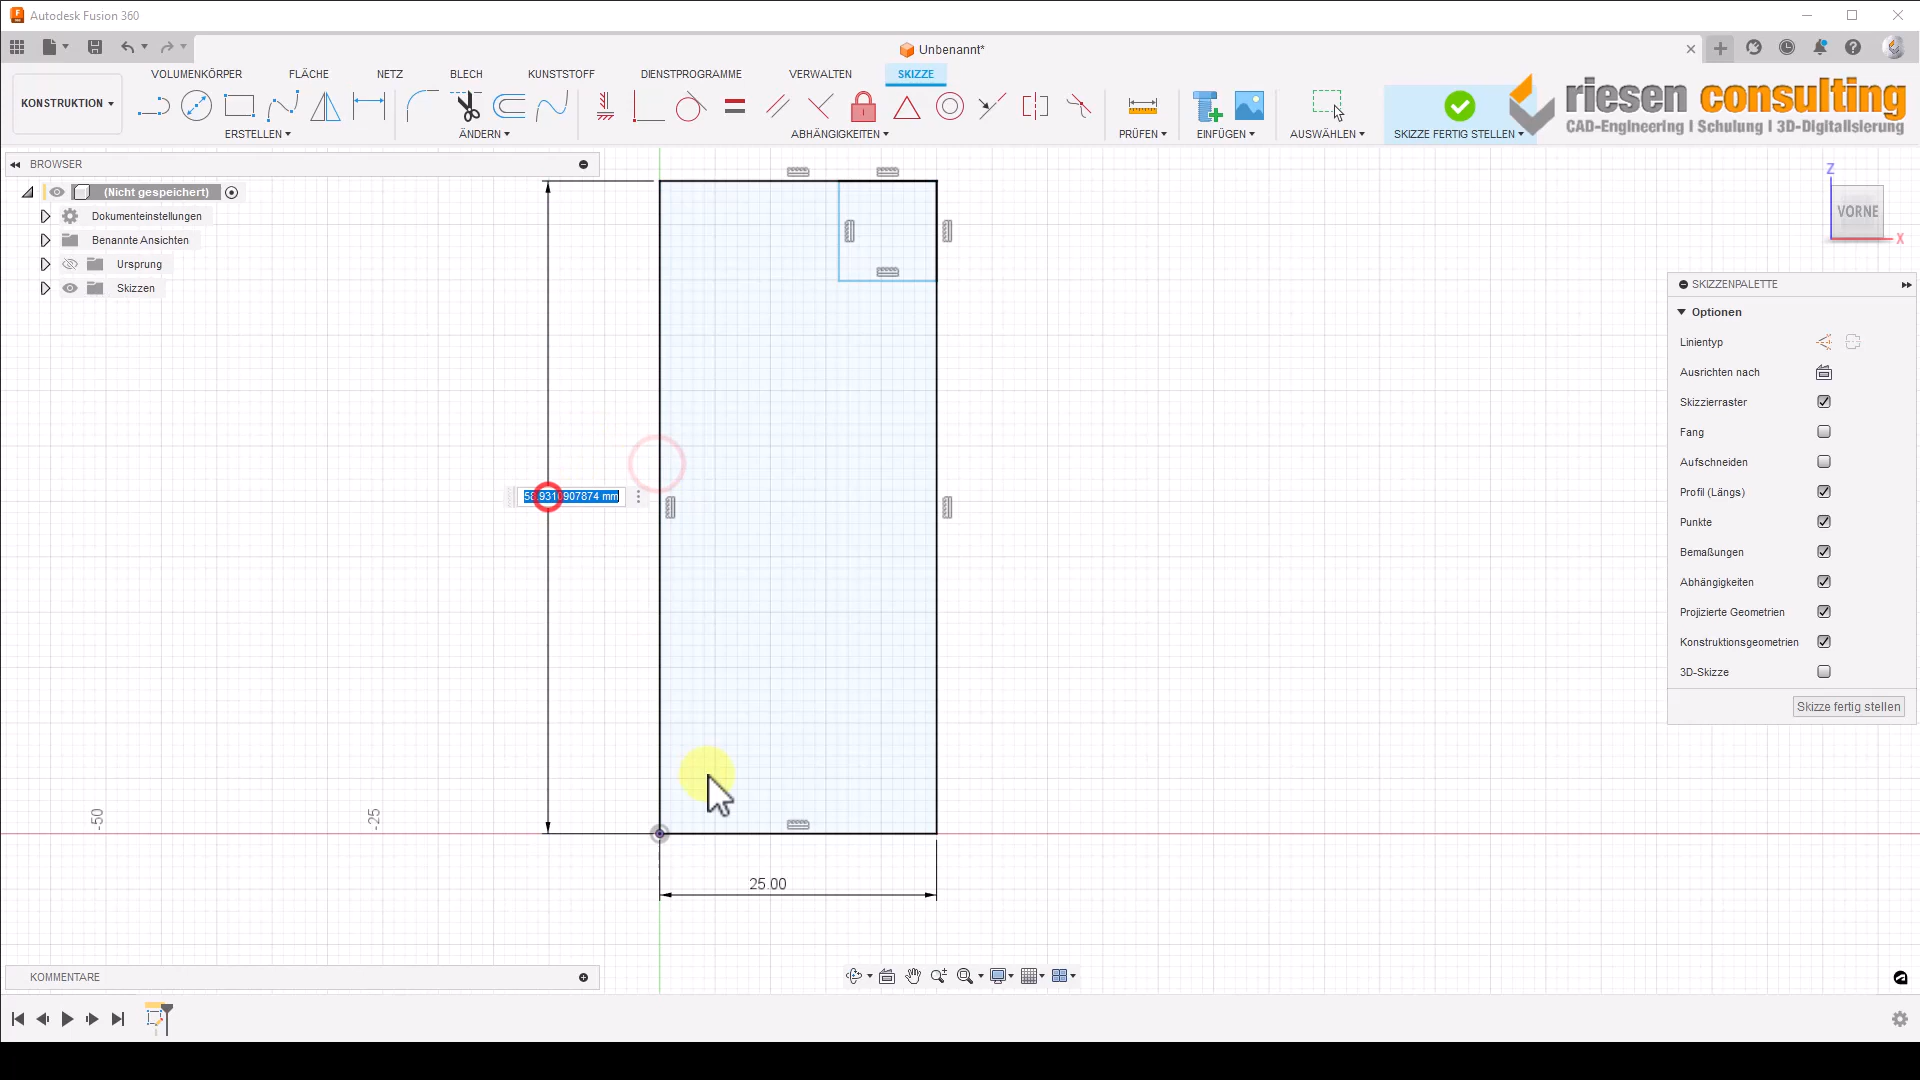 Autodesk Fusion 360
Unbenannt*
VOLUMENKÖRPER FLÄCHE NETZ BLECH KUNSTSTOFF DIENSTPROGRAMME VERWALTEN SKIZZE
KONSTRUKTION
ERSTELLEN ÄNDERN ABHÄNGIGKEITEN PRÜFEN EINFÜGEN AUSWÄHLEN SKIZZE FERTIG STELLEN
riesen consulting
CAD-Engineering I Schulung I 3D-Digitalisierung
BROWSER
(Nicht gespeichert)
Dokumenteinstellungen
Benannte Ansichten
Ursprung
Skizzen
Z
VORNE
X
SKIZZENPALETTE
Optionen
Linientyp
Ausrichten nach
Skizzierraster
Fang
Aufschneiden
Profil (Längs)
Punkte
Bemaßungen
Abhängigkeiten
Projizierte Geometrien
Konstruktionsgeometrien
3D-Skizze
Skizze fertig stellen
-50
-25
25.00
KOMMENTARE